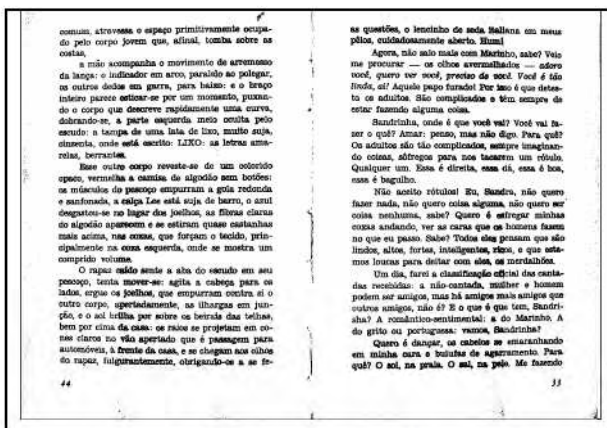 comum, atravessa o espaço primitivamente ocupa-
do pelo corpo jovem que, afinal, tomba sobre as
costas,
a mão acompanha o movimento de arremesso
da lança: o indicador em arco, paralelo ao polegar,
os outros dedos em garra, para baixo: e o braço
inteiro parece esticar-se por um momento, puxan-
do o corpo que descreve rapidamente uma curva,
dobrando-se, a parte esquerda meio oculta pelo
escudo: a tampa de uma lata de lixo, muito suja,
cinzenta, onde está escrito: LIXO: as letras ama-
relas, berrantes.
Esse outro corpo reveste-se de um colorido
opaco, vermelha a camisa de algodão sem botões:
os músculos do pescoço empurram a gola redonda
e sanfonada, a calça Lee está suja de barro, o azul
desgastou-se no lugar dos joelhos, as fibras claras
do algodão aparecem e se estiram quase castanhas
mais acima, nas coxas, que forçam o tecido, prin-
cipalmente na coxa esquerda, onde se mostra um
comprido volume.
O rapaz caído sente a aba do escudo em seu
pescoço, tenta mover-se: agita a cabeça para os
lados, ergue os joelhos, que empurram contra si o
outro corpo, apertadamente, as ilhargas em jun-
ção, e o sol brilha por sobre os beirais das telhas,
bem por cima da casa: os raios se projetam em co-
nes claros no vão apertado que é passagem para
automóveis, à frente da casa, e se chegam aos olhos
do rapaz, fulgurantemente, obrigando-os a se fe-
44
as questões, o lencinho de seda italiana em meus
pêlos, cuidadosamente aberto. Hum!
Agora, não saio mais com Marinho, sabe? Veio
me procurar — os olhos avermelhados — adoro
você, quero ver você, preciso de você. Você é tão
linda, ai! Aquele papo furado! Por isso é que detes-
to os adultos. São complicados e têm sempre de
estar fazendo alguma coisa.
Sandrinha, onde é que você vai? Você vai fa-
zer o quê? Amar: penso, mas não digo. Para quê?
Os adultos são tão complicados, sempre imaginan-
do coisas, sôfregos para nos tacarem um rótulo.
Qualquer um. Essa é direita, essa dá, essa é boa,
essa é bagulho.
Não aceito rótulos! Eu, Sandra, não quero
fazer nada, não quero coisa alguma, não quero ser
coisa nenhuma, sabe? Quero é esfregar minhas
coxas andando, ver as caras que os homens fazem
no que eu passo. Sabe? Todos eles pensam que são
lindos, altos, fortes, inteligentes, ricos, e que esta-
mos loucas para deitar com eles, os merdalhões.
Um dia, farei a classificação oficial das canta-
das recebidas: a não-cantada, mulher e homem
podem ser amigos, mas há amigos mais amigos que
outros amigos, não é? E o que é que tem, Sandri-
nha? A romântico-sentimental: a do Marinho. A
do grito ou portuguesa: vamos, Sandrinha?
Quero é dançar, os cabelos se emaranhando
em minha cara e bulufas de agarramento. Para
quê? O sol, na praia. O sal, na pele. Me fazendo
33